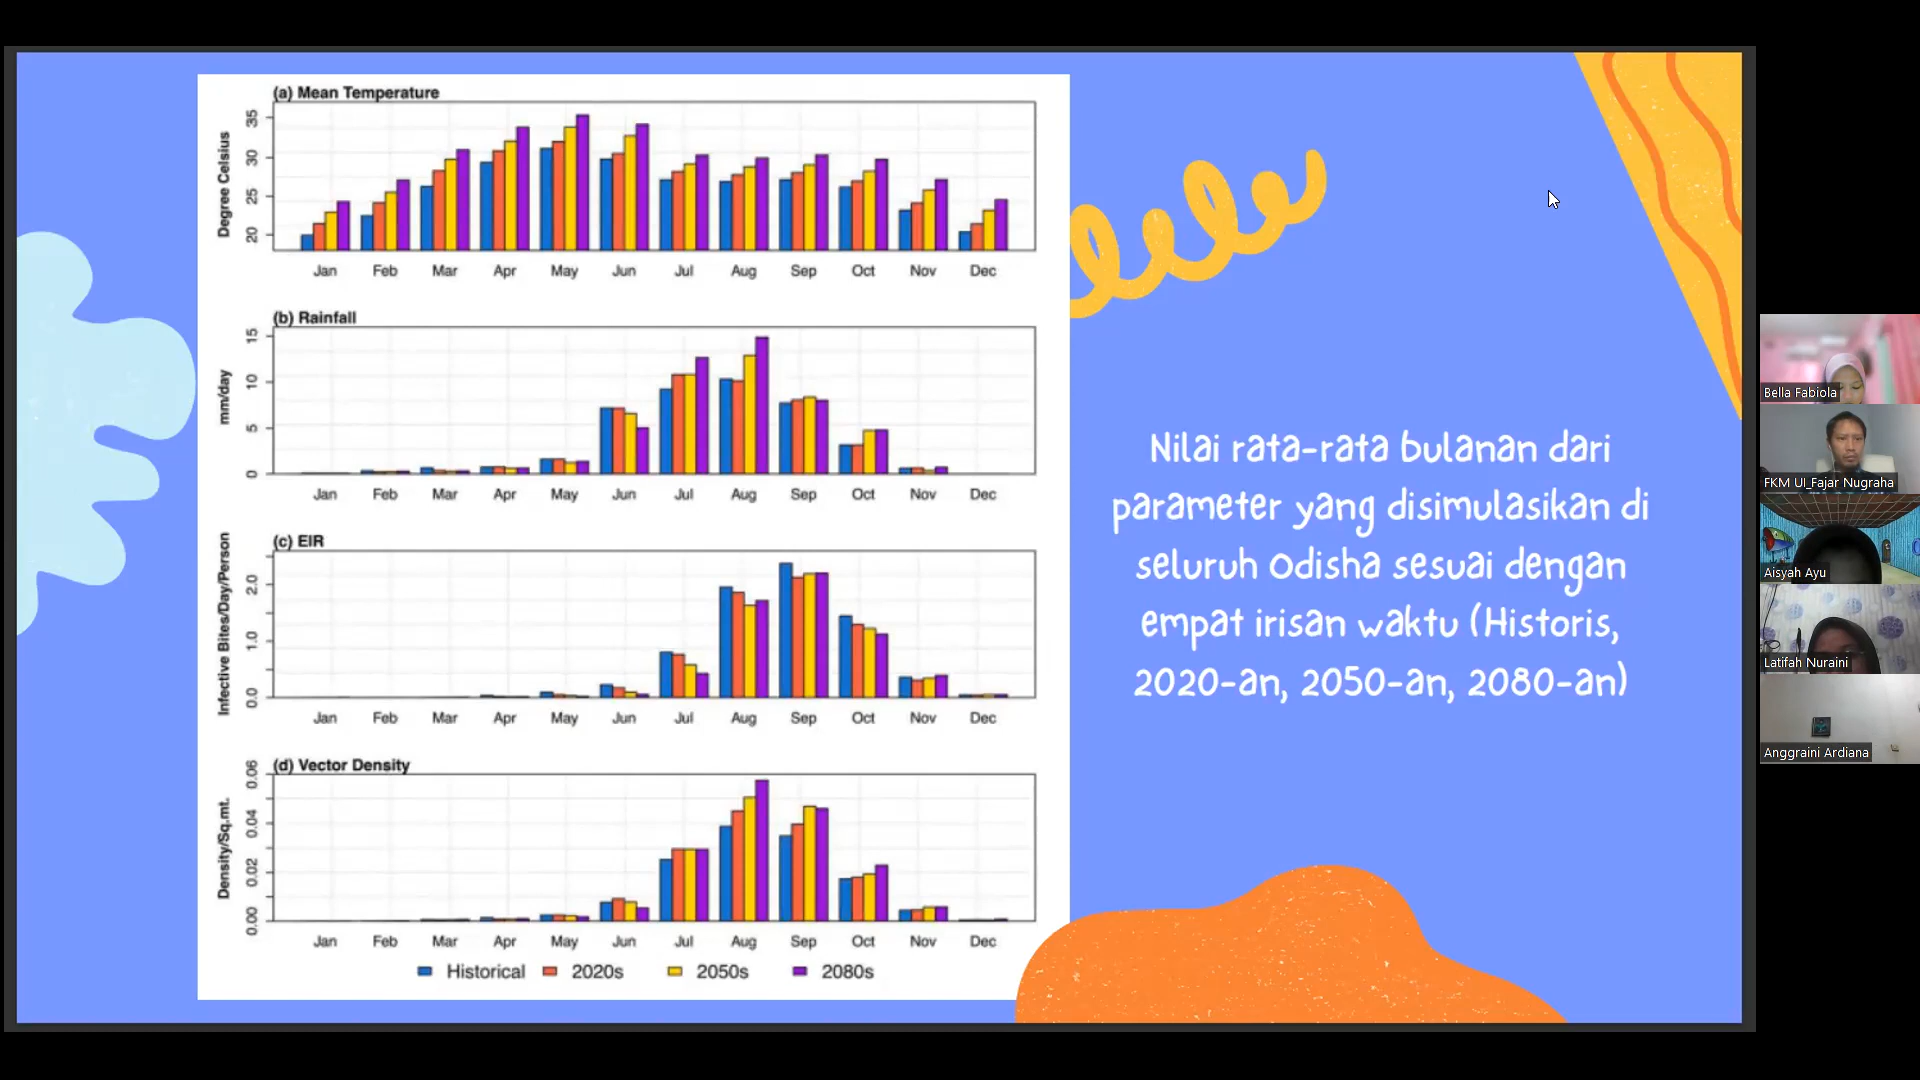 (a) Mean Temperature
Degree Celsius
35
30
25
20
Jan Feb Mar Apr May Jun Jul Aug Sep Oct Nov Dec
(b) Rainfall
mm/day
15
10
5
0
Jan Feb Mar Apr May Jun Jul Aug Sep Oct Nov Dec
(c) EIR
Infective Bites/Day/Person
2.0
1.0
0.0
Jan Feb Mar Apr May Jun Jul Aug Sep Oct Nov Dec
(d) Vector Density
Density/Sq.mt.
0.06
0.04
0.02
0.00
Jan Feb Mar Apr May Jun Jul Aug Sep Oct Nov Dec
Historical 2020s 2050s 2080s
Nilai rata-rata bulanan dari
parameter yang disimulasikan di
seluruh Odisha sesuai dengan
empat irisan waktu (Historis,
2020-an, 2050-an, 2080-an)
Bella Fabiola
FKM UI_Fajar Nugraha
Aisyah Ayu
Latifah Nuraini
Anggraini Ardiana